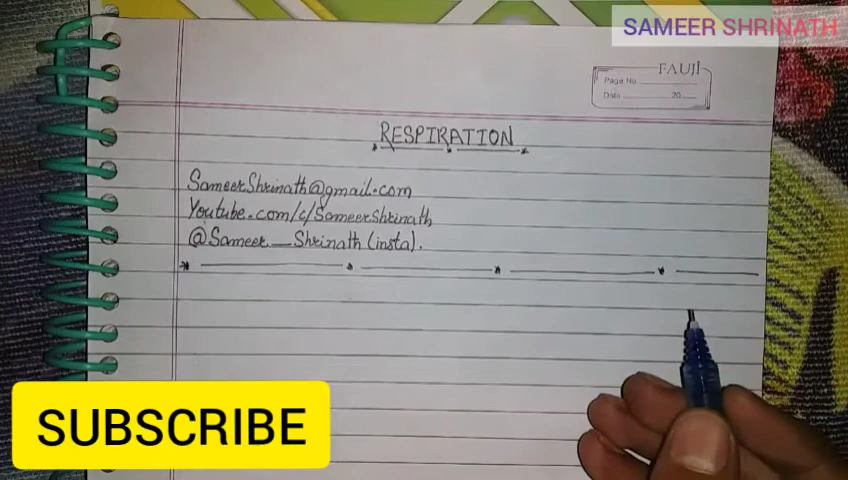 SAMEER SHRINATH
FAUJI
Page No.
Date 20
RESPIRATION
SameerShrinath@gmail.com
Youtube.com/c/SameerShrinath
@Sameer_Shrinath (insta).
SUBSCRIBE